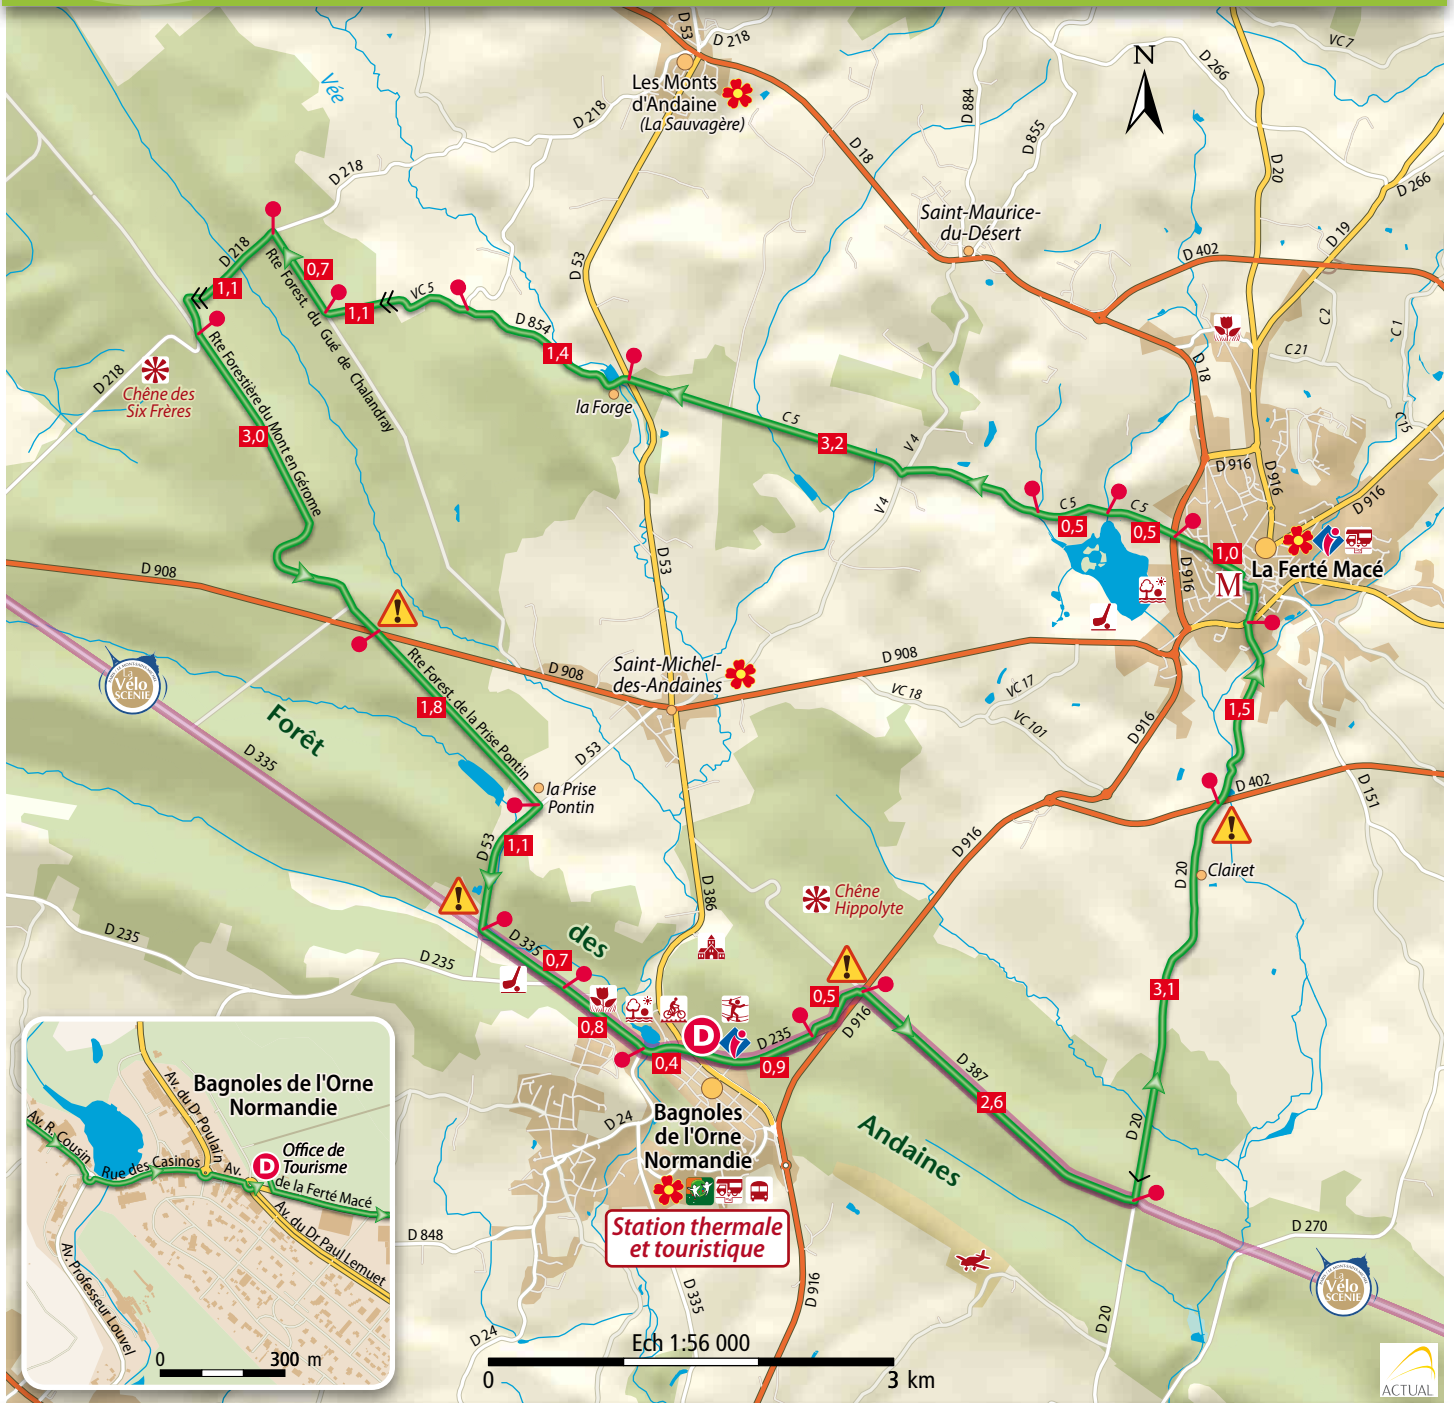 D 53
D 218
VC 7
D 266
N
Vée
Les Monts
d'Andaine
(La Sauvagère)
D 218
D 884
D 855
D 18
D 20
D 266
D 218
Saint-Maurice-
du-Désert
D 19
D 402
D 218
0,7
1,1
Rte Forest. du Gué de Chalandray
VC 5
1,1
D 53
D 854
1,4
C 2
C 1
C 21
D 18
Chêne des
Six Frères
D 218
Rte Forestière du Mont en Gérome
3,0
la Forge
C 5
3,2
V 4
V 4
C 15
D 916
D 916
D 916
C 5
0,5
C 5
0,5
1,0
La Ferté Macé
M
D 916
D 53
D 908
D 908
D 908
Saint-Michel-
des-Andaines
Rte Forest. de la Prise Pontin
1,8
VC 18
VC 17
VC 101
1,5
D 916
La
Vélo
SCÉNIE
Forêt
D 335
D 53
la Prise
Pontin
D 402
D 151
D 53
1,1
D 916
Clairet
D 20
D 386
Chêne
Hippolyte
D 235
D 235
D 335
des
0,7
0,8
0,5
3,1
D 916
D
D 235
0,4
0,9
D 387
2,6
D 24
Bagnoles
de l'Orne
Normandie
Andaines
D 20
Station thermale
et touristique
D 848
D 270
La
Vélo
SCÉNIE
D 335
D 916
D 24
D 20
Bagnoles de l'Orne
Normandie
Av. du Dr Poulain
Av. R. Cousin
Rue des Casinos
Av.
de la Ferté Macé
D
Office de
Tourisme
Av. du Dr Paul Lemuet
Av. Professeur Louvel
0
300 m
Ech 1:56 000
0
3 km
ACTUAL